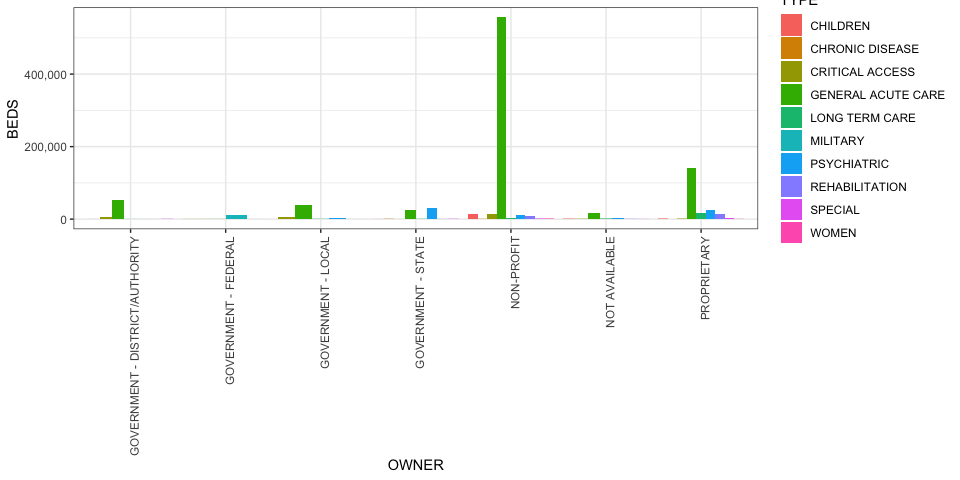 TYPE
CHILDREN
CHRONIC DISEASE
CRITICAL ACCESS
GENERAL ACUTE CARE
LONG TERM CARE
MILITARY
PSYCHIATRIC
REHABILITATION
SPECIAL
WOMEN
BEDS
400,000
200,000
0
GOVERNMENT - DISTRICT/AUTHORITY
GOVERNMENT - FEDERAL
GOVERNMENT - LOCAL
GOVERNMENT - STATE
NON-PROFIT
NOT AVAILABLE
PROPRIETARY
OWNER